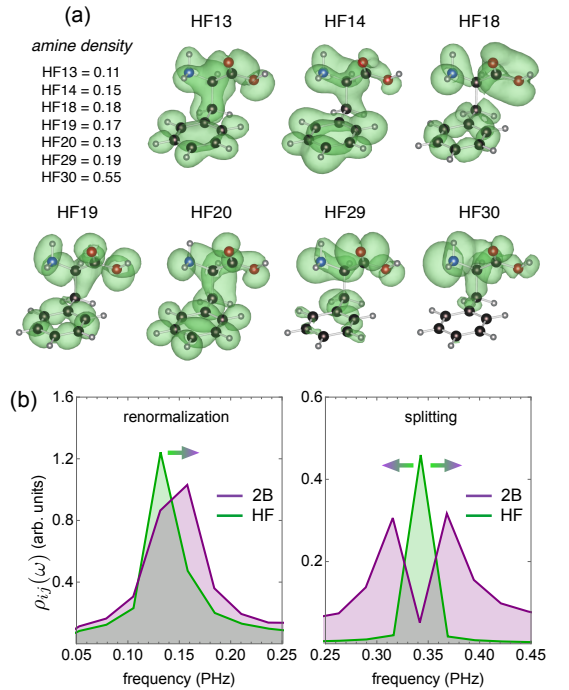 (a)
HF13
HF14
HF18
amine density
HF13 = 0.11
HF14 = 0.15
HF18 = 0.18
HF19 = 0.17
HF20 = 0.13
HF29 = 0.19
HF30 = 0.55
HF19
HF20
HF29
HF30
(b)
1.6
1.2
0.8
0.4
ρij(ω) (arb. units)
renormalization
2B
HF
0.05
0.10
0.15
0.20
0.25
frequency (PHz)
0.6
0.4
0.2
splitting
2B
HF
0.25
0.30
0.35
0.40
0.45
frequency (PHz)